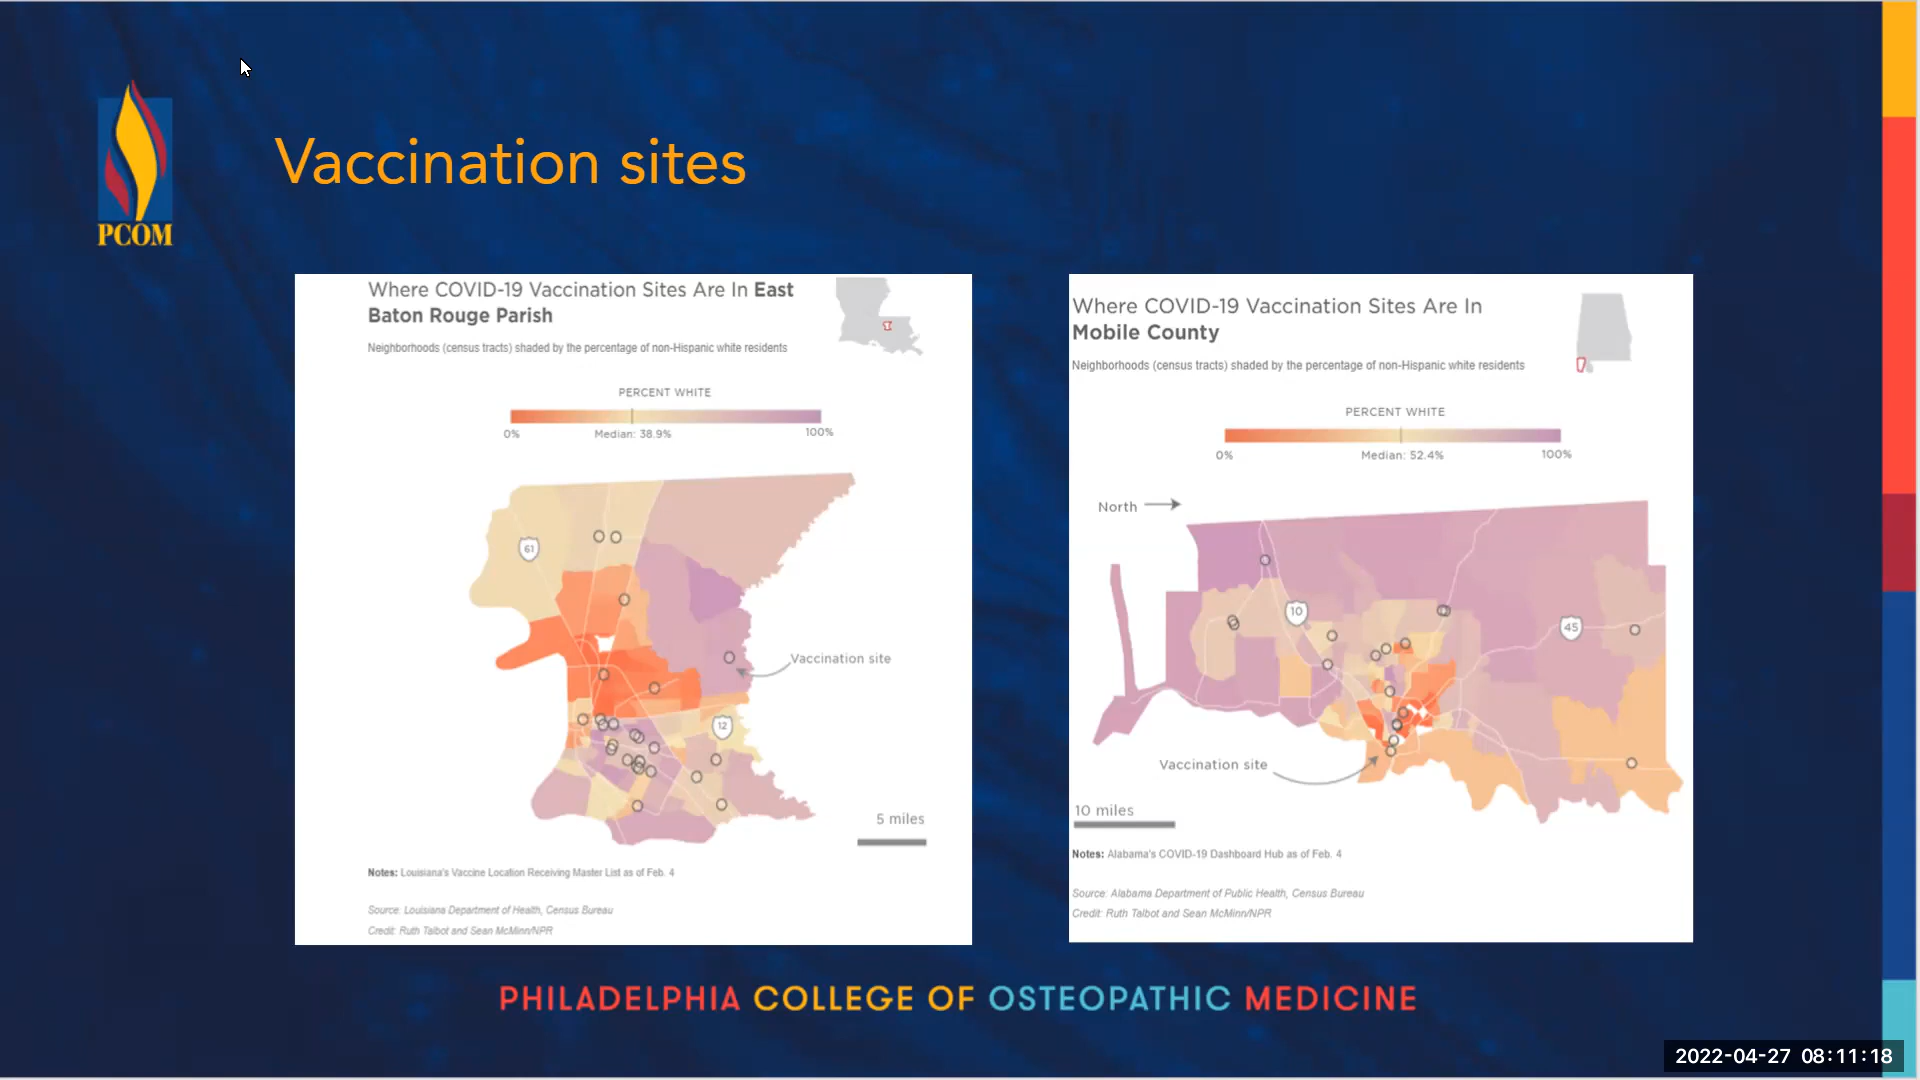 PCOM
Vaccination sites
Where COVID-19 Vaccination Sites Are In East
Baton Rouge Parish
Neighborhoods (census tracts) shaded by the percentage of non-Hispanic white residents
PERCENT WHITE
0%
Median: 38.9%
100%
61
Vaccination site
12
5 miles
Notes: Louisiana's Vaccine Location Receiving Master List as of Feb. 4
Source: Louisiana Department of Health, Census Bureau
Credit: Ruth Talbot and Sean McMinn/NPR
Where COVID-19 Vaccination Sites Are In
Mobile County
Neighborhoods (census tracts) shaded by the percentage of non-Hispanic white residents
PERCENT WHITE
0%
Median: 52.4%
100%
North
10
45
Vaccination site
10 miles
Notes: Alabama's COVID-19 Dashboard Hub as of Feb. 4
Source: Alabama Department of Public Health, Census Bureau
Credit: Ruth Talbot and Sean McMinn/NPR
PHILADELPHIA COLLEGE OF OSTEOPATHIC MEDICINE
2022-04-27 08:11:18